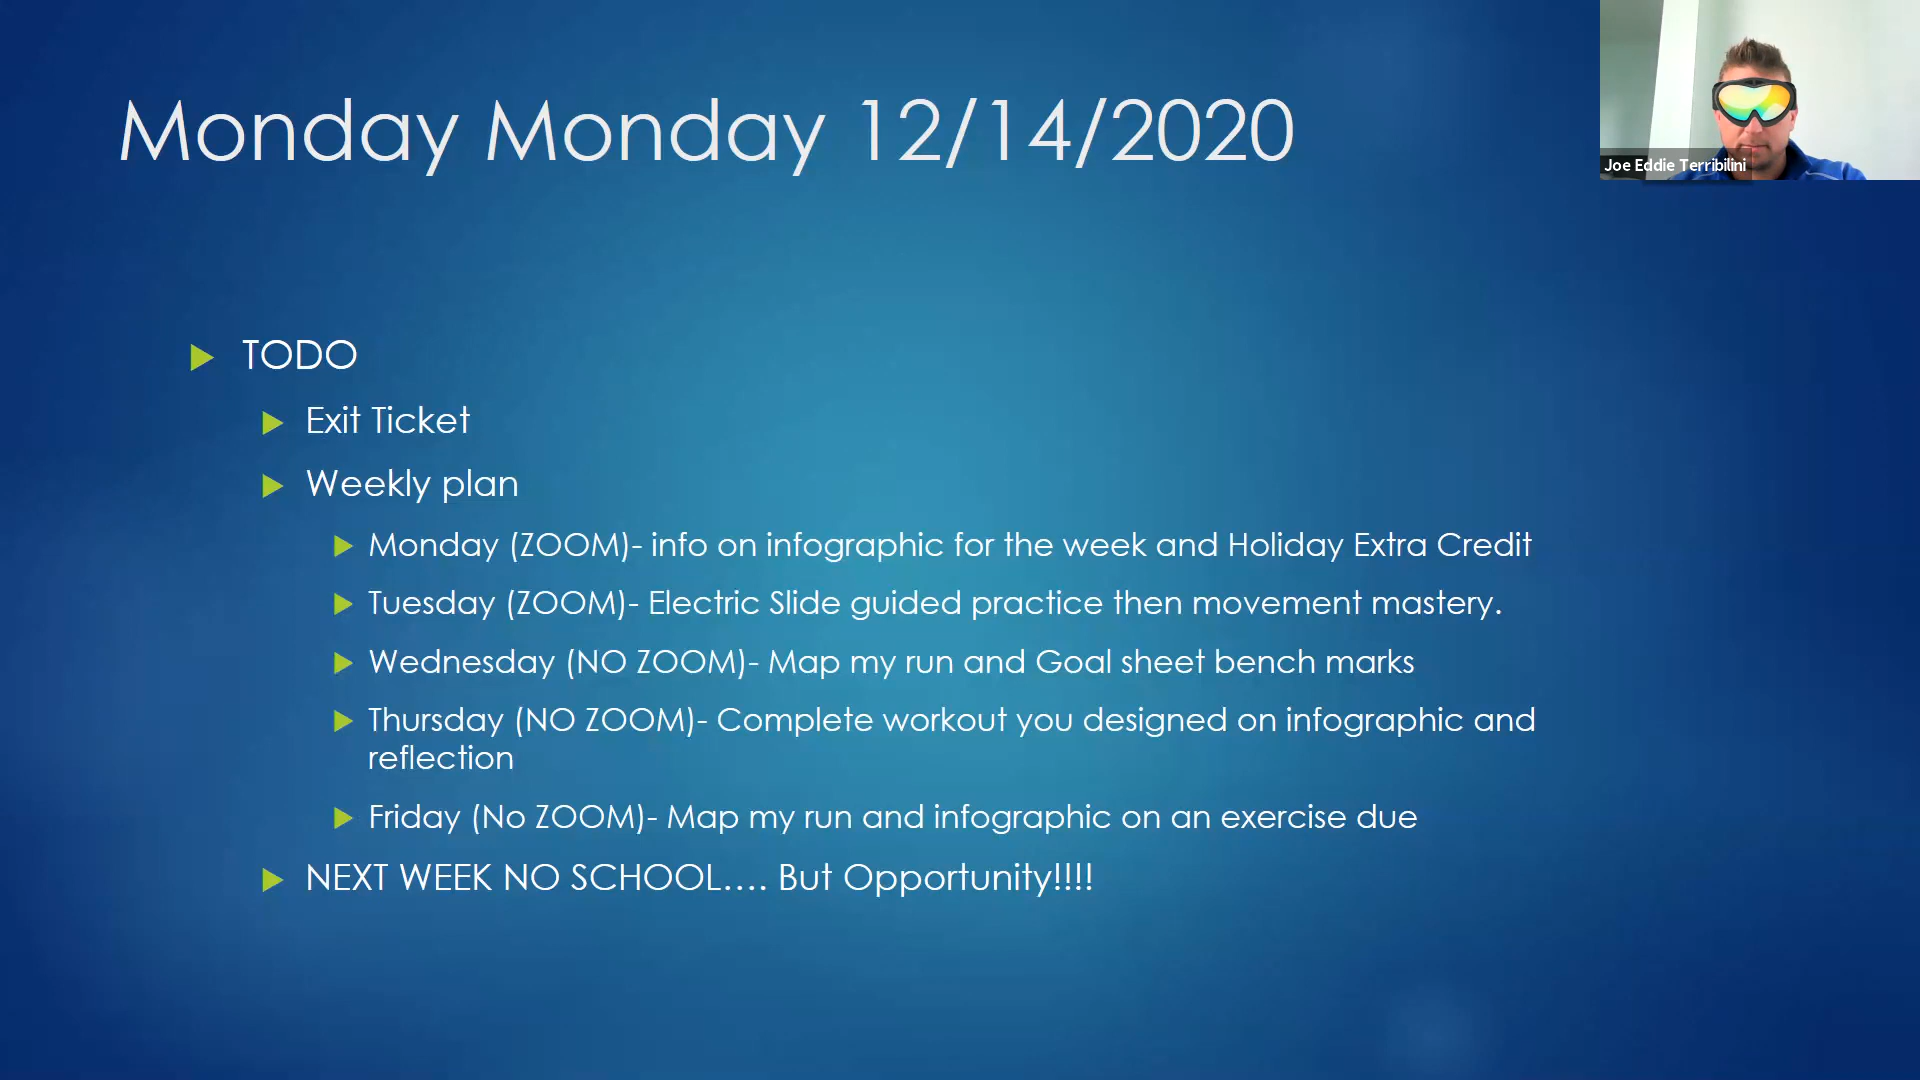 Monday Monday 12/14/2020
Joe Eddie Terribilini
TODO
Exit Ticket
Weekly plan
Monday (ZOOM)- info on infographic for the week and Holiday Extra Credit
Tuesday (ZOOM)- Electric Slide guided practice then movement mastery.
Wednesday (NO ZOOM)- Map my run and Goal sheet bench marks
Thursday (NO ZOOM)- Complete workout you designed on infographic and
reflection
Friday (No ZOOM)- Map my run and infographic on an exercise due
NEXT WEEK NO SCHOOL.... But Opportunity!!!!